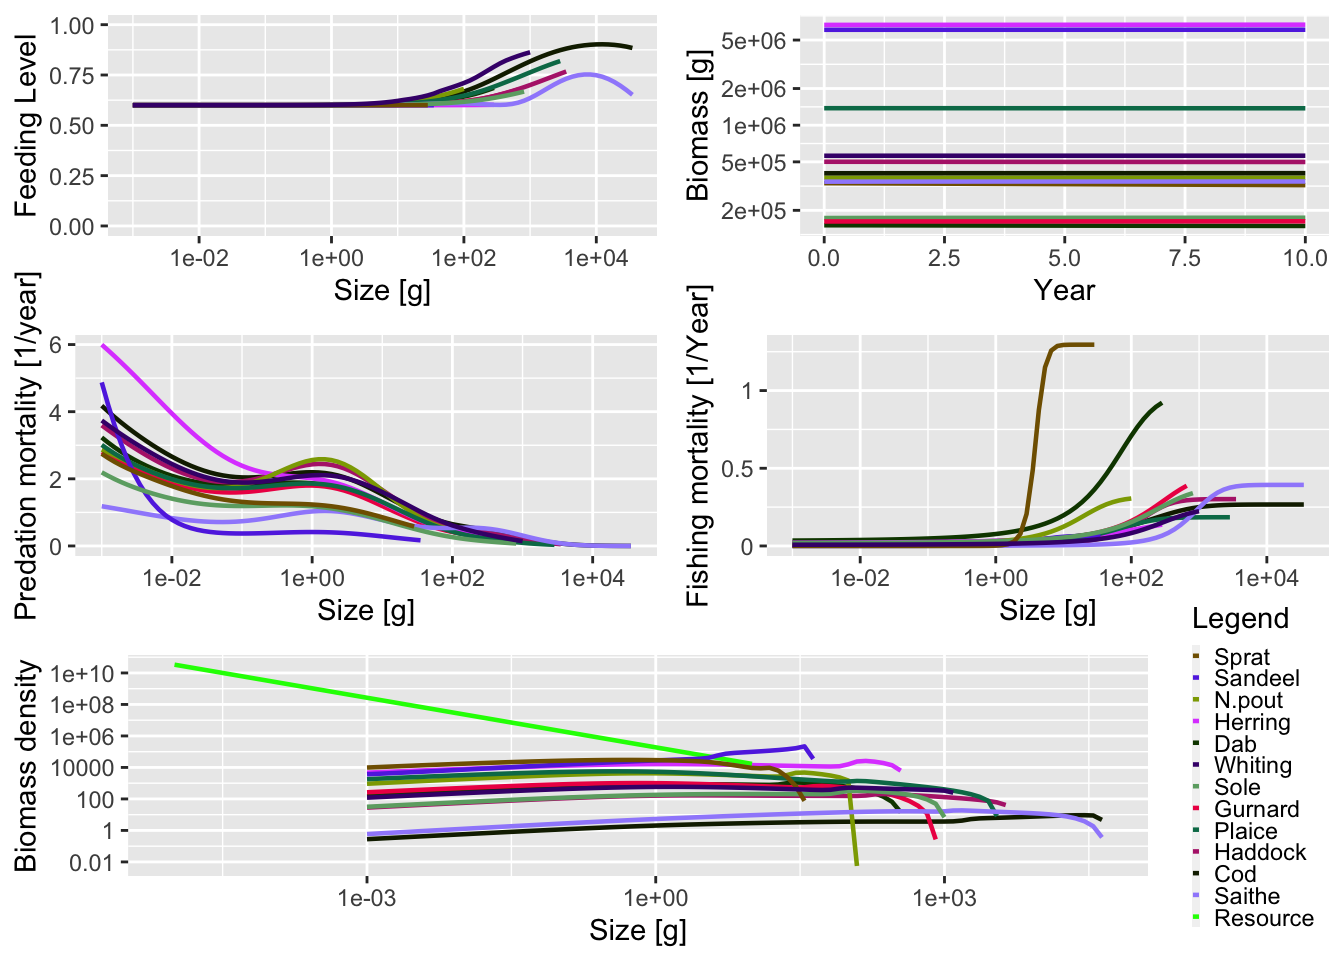 Feeding Level
1.00
0.75
0.50
0.25
0.00
1e-02 1e+00 1e+02 1e+04
Size [g]
Biomass [g]
5e+06
2e+06
1e+06
5e+05
2e+05
0.0 2.5 5.0 7.5 10.0
Year
Predation mortality [1/year]
6
4
2
0
1e-02 1e+00 1e+02 1e+04
Size [g]
Fishing mortality [1/Year]
1
0.5
0
1e-02 1e+00 1e+02 1e+04
Size [g]
Biomass density
1e+10
1e+08
1e+06
10000
100
1
0.01
1e-03 1e+00 1e+03
Size [g]
Legend
Sprat
Sandeel
N.pout
Herring
Dab
Whiting
Sole
Gurnard
Plaice
Haddock
Cod
Saithe
Resource